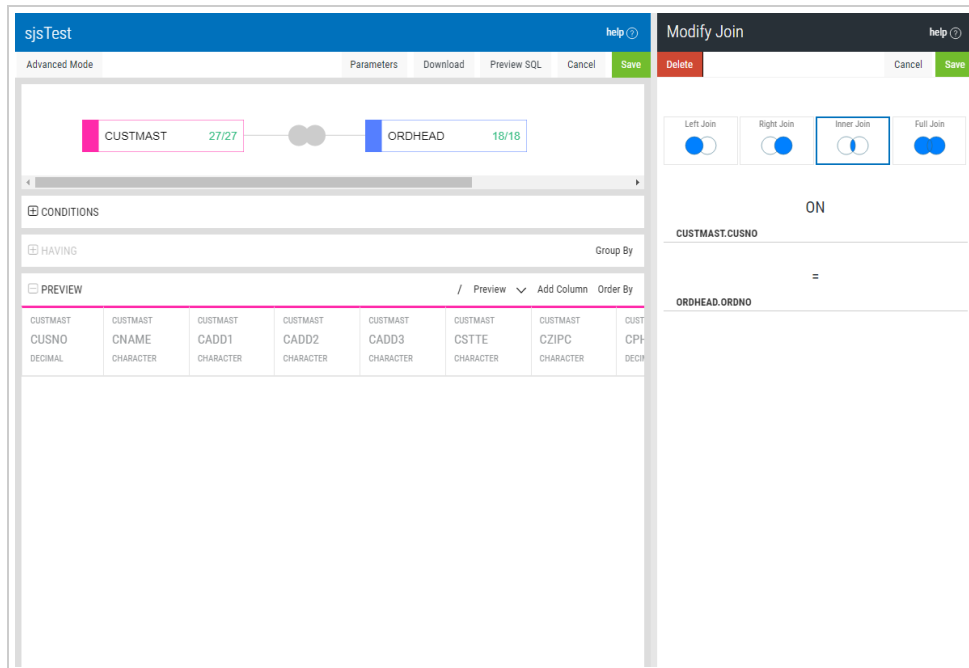 sjsTest
help ?
Advanced Mode
Parameters
Download
Preview SQL
Cancel
Save
CUSTMAST 27/27
ORDHEAD 18/18
CONDITIONS
HAVING
Group By
PREVIEW
/ Preview
Add Column
Order By
CUSTMAST CUSTMAST CUSTMAST CUSTMAST CUSTMAST CUSTMAST CUSTMAST CUST
CUSNO CNAME CADD1 CADD2 CADD3 CSTTE CZIPC CPH
DECIMAL CHARACTER CHARACTER CHARACTER CHARACTER CHARACTER CHARACTER DECI
Modify Join
help ?
Delete
Cancel
Save
Left Join
Right Join
Inner Join
Full Join
ON
CUSTMAST.CUSNO
=
ORDHEAD.ORDNO